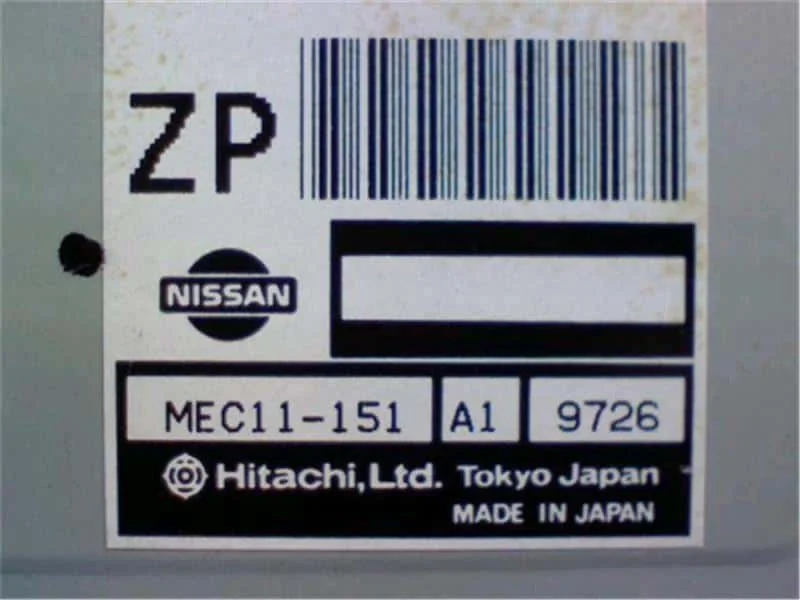 ZP
NISSAN
MEC11-151 A1 9726
Hitachi,Ltd. Tokyo Japan
MADE IN JAPAN